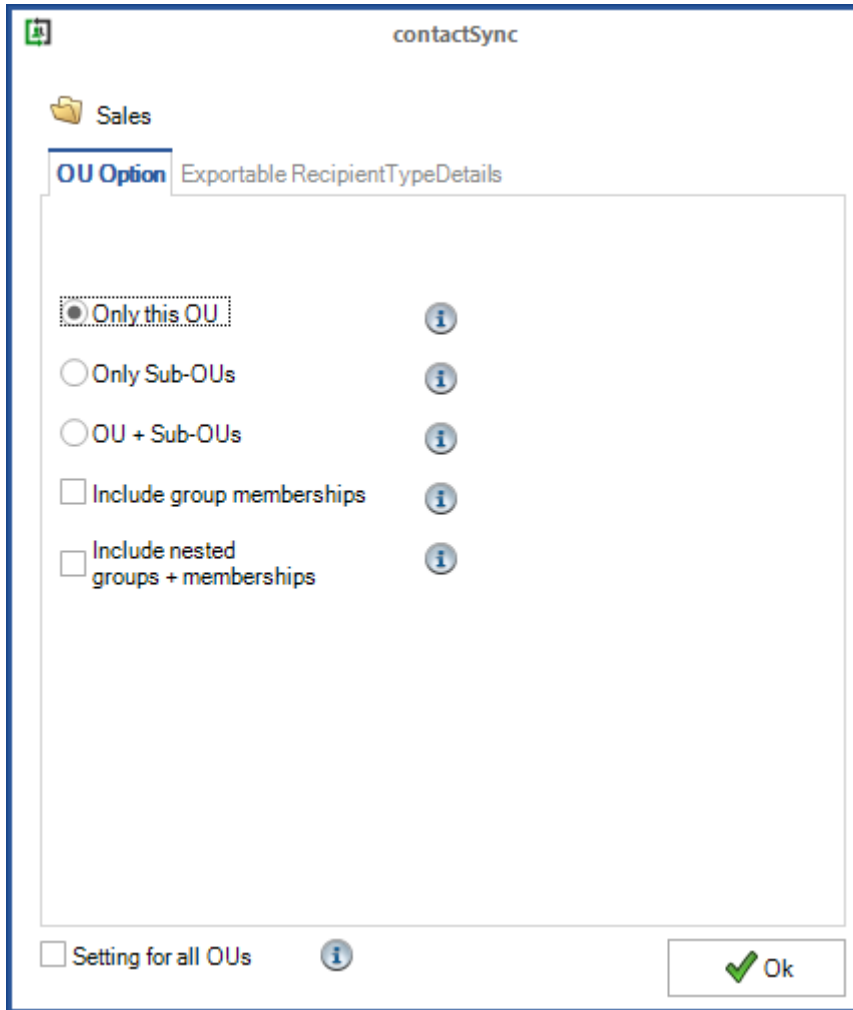 contactSync
Sales
OU Option
Exportable RecipientTypeDetails
Only this OU
Only Sub-OUs
OU + Sub-OUs
Include group memberships
Include nested
groups + memberships
Setting for all OUs
Ok